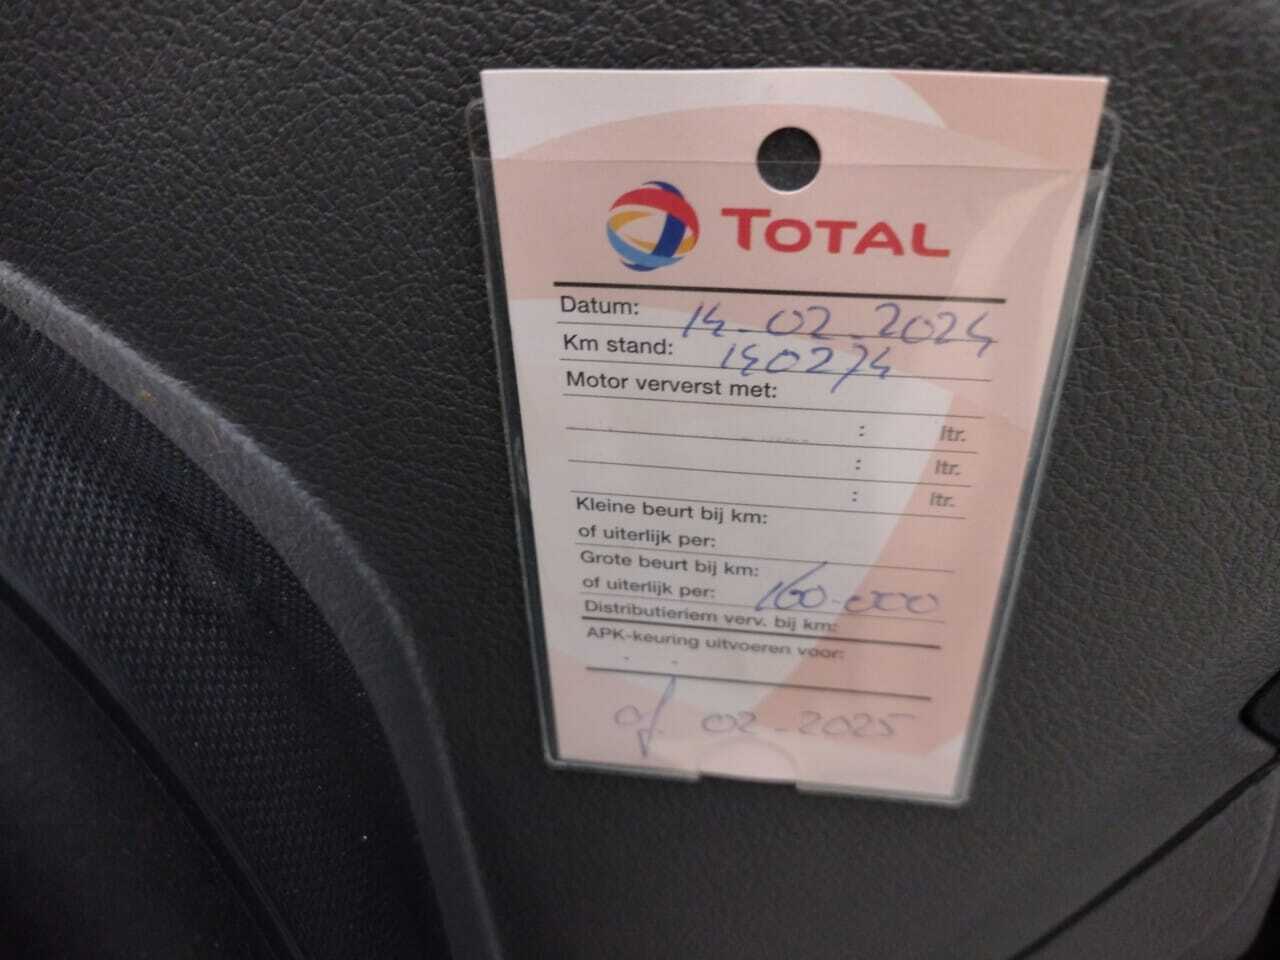 TOTAL
Datum: 14-02-2024
Km stand: 140274
Motor ververst met:
: ltr.
: ltr.
: ltr.
Kleine beurt bij km:
of uiterlijk per:
Grote beurt bij km:
of uiterlijk per: 160.000
Distributieriem verv. bij km:
APK-keuring uitvoeren voor:
of 02-2025